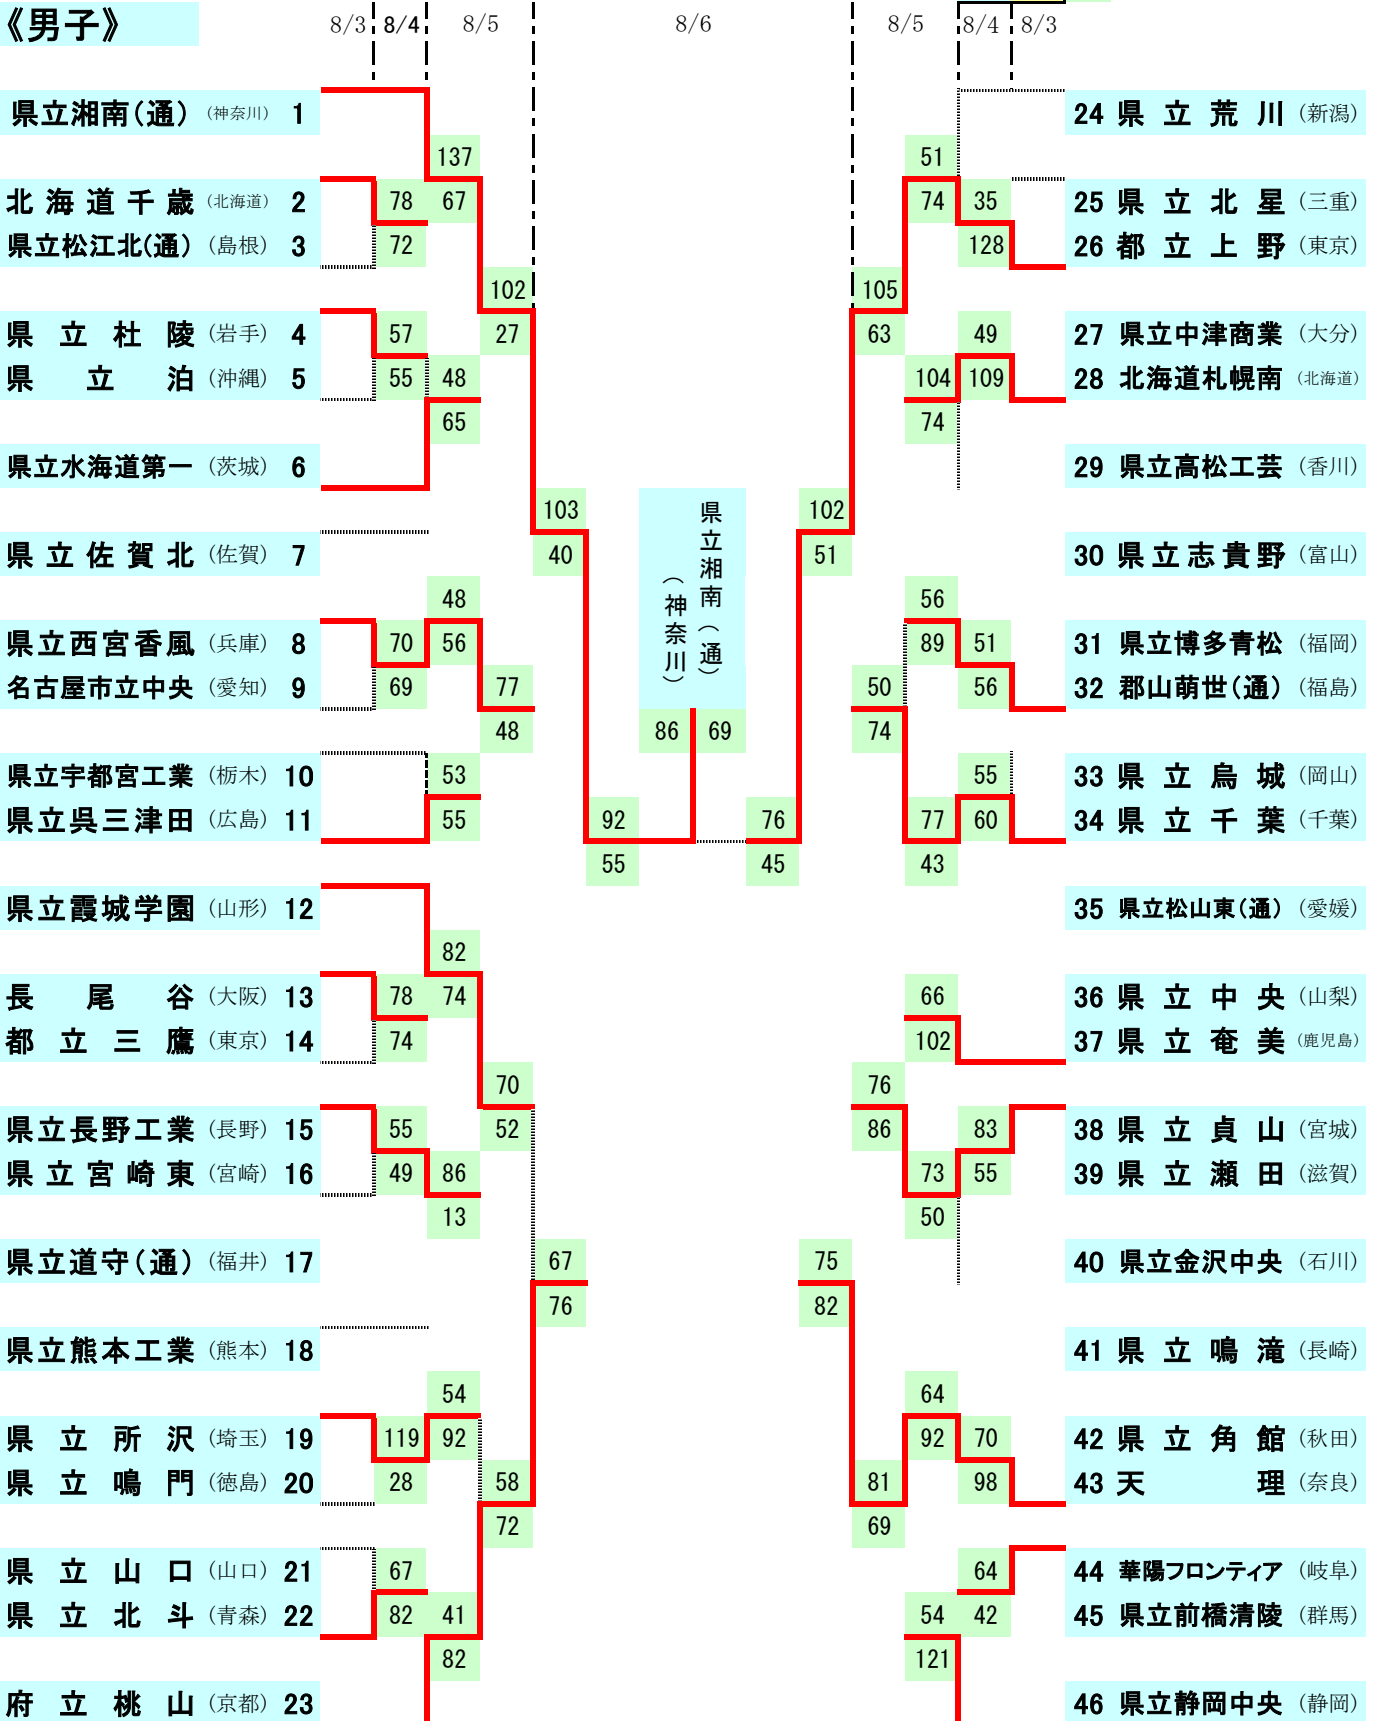 《男子》
8/3 8/4 8/5 8/6 8/5 8/4 8/3
県立湘南(通) (神奈川) 1
北海道千歳 (北海道) 2
県立松江北(通) (島根) 3
県立杜陵 (岩手) 4
県立泊 (沖縄) 5
県立水海道第一 (茨城) 6
県立佐賀北 (佐賀) 7
県立西宮香風 (兵庫) 8
名古屋市立中央 (愛知) 9
県立宇都宮工業 (栃木) 10
県立呉三津田 (広島) 11
県立霞城学園 (山形) 12
長尾谷 (大阪) 13
都立三鷹 (東京) 14
県立長野工業 (長野) 15
県立宮崎東 (宮崎) 16
県立道守(通) (福井) 17
県立熊本工業 (熊本) 18
県立所沢 (埼玉) 19
県立鳴門 (徳島) 20
県立山口 (山口) 21
県立北斗 (青森) 22
府立桃山 (京都) 23
78
72
57
55
70
69
78
74
55
49
119
28
67
82
137
67
48
65
48
56
53
55
82
74
86
13
54
92
41
82
102
27
77
48
70
52
58
72
103
40
67
76
92
55
県立湘南(通)
(神奈川)
86 69
76
45
102
51
75
82
105
63
50
74
76
86
81
69
51
74
104
74
56
89
77
43
66
102
73
50
64
92
54
121
35
128
49
109
51
56
55
60
83
55
70
98
64
42
24 県立荒川 (新潟)
25 県立北星 (三重)
26 都立上野 (東京)
27 県立中津商業 (大分)
28 北海道札幌南 (北海道)
29 県立高松工芸 (香川)
30 県立志貴野 (富山)
31 県立博多青松 (福岡)
32 郡山萌世(通) (福島)
33 県立烏城 (岡山)
34 県立千葉 (千葉)
35 県立松山東(通) (愛媛)
36 県立中央 (山梨)
37 県立奄美 (鹿児島)
38 県立貞山 (宮城)
39 県立瀬田 (滋賀)
40 県立金沢中央 (石川)
41 県立鳴滝 (長崎)
42 県立角館 (秋田)
43 天理 (奈良)
44 華陽フロンティア (岐阜)
45 県立前橋清陵 (群馬)
46 県立静岡中央 (静岡)